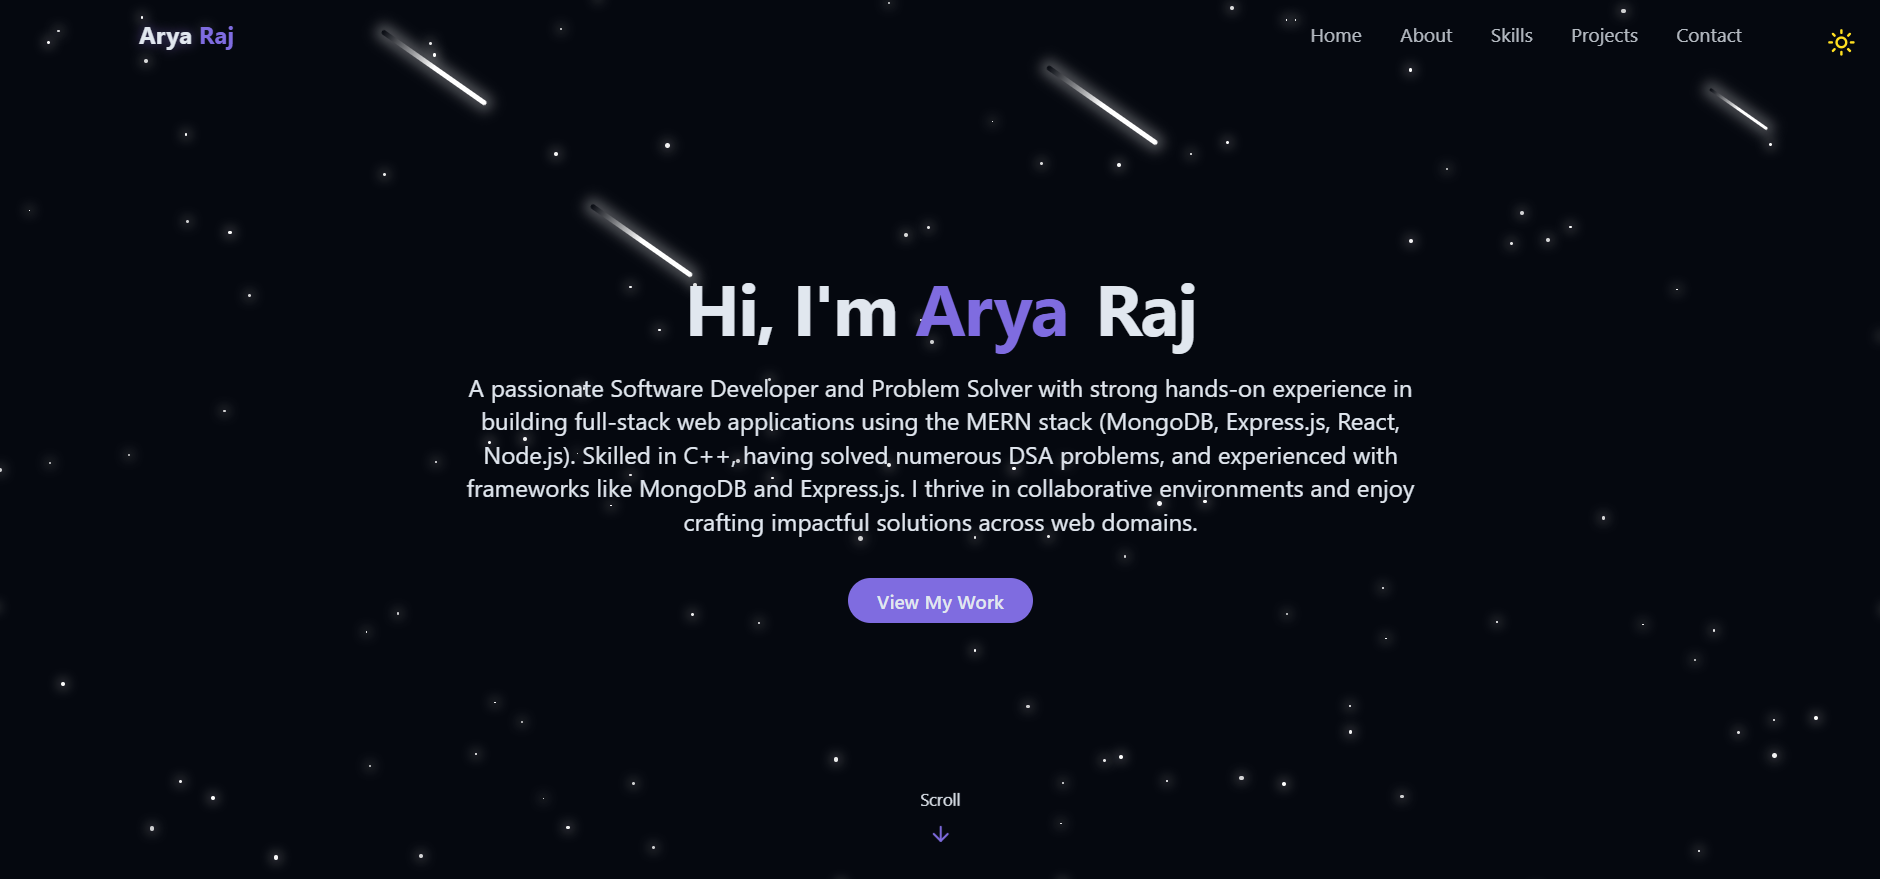 Arya Raj
Home About Skills Projects Contact
Hi, I'm Arya Raj
A passionate Software Developer and Problem Solver with strong hands-on experience in
building full-stack web applications using the MERN stack (MongoDB, Express.js, React,
Node.js). Skilled in C++, having solved numerous DSA problems, and experienced with
frameworks like MongoDB and Express.js. I thrive in collaborative environments and enjoy
crafting impactful solutions across web domains.
View My Work
Scroll